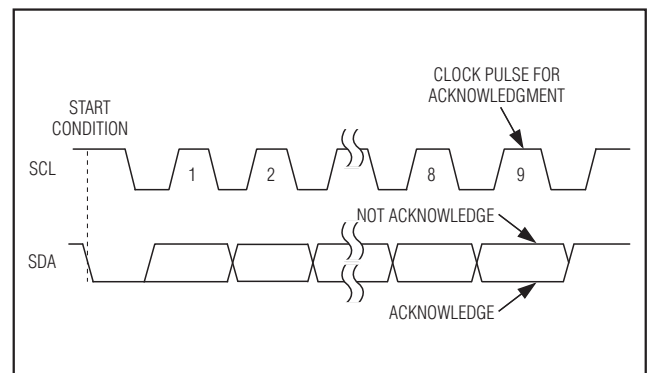 CLOCK PULSE FOR
ACKNOWLEDGMENT
START
CONDITION
SCL
1
2
8
9
NOT ACKNOWLEDGE
SDA
ACKNOWLEDGE